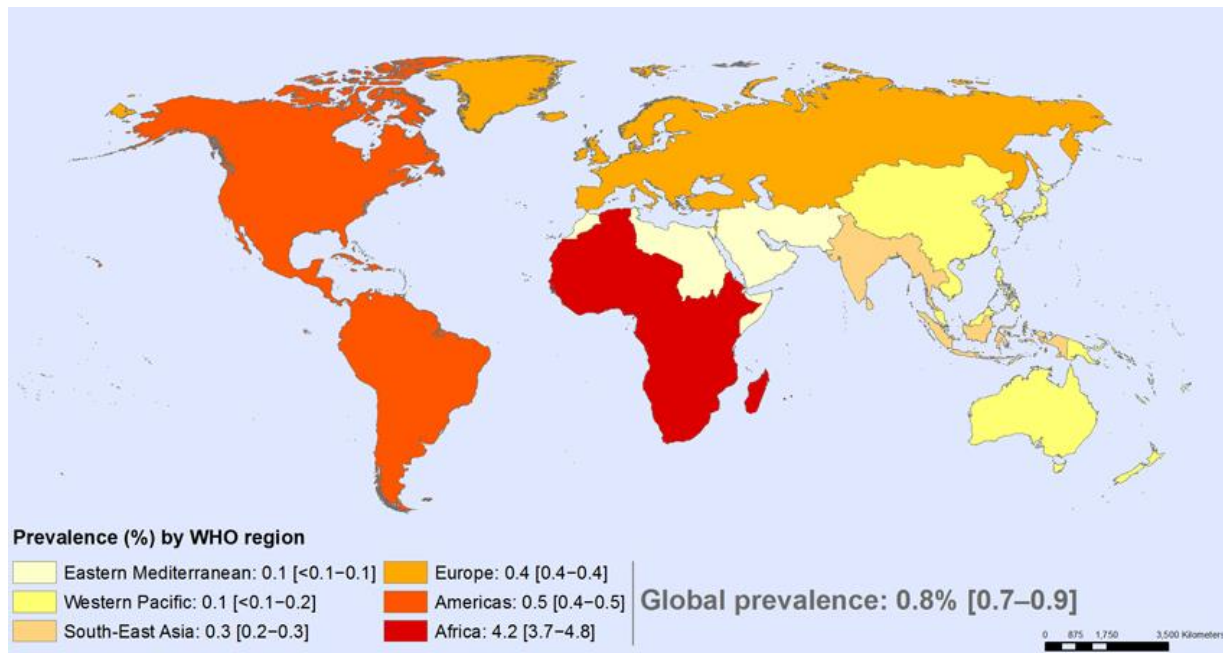 Prevalence (%) by WHO region
Eastern Mediterranean: 0.1 [<0.1–0.1]
Western Pacific: 0.1 [<0.1–0.2]
South-East Asia: 0.3 [0.2–0.3]
Europe: 0.4 [0.4–0.4]
Americas: 0.5 [0.4–0.5]
Africa: 4.2 [3.7–4.8]
Global prevalence: 0.8% [0.7–0.9]
0 875 1,750 3,500 Kilometers